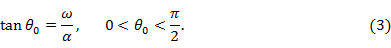 tan θ₀ = ω/α, 0 < θ₀ < π/2. (3)